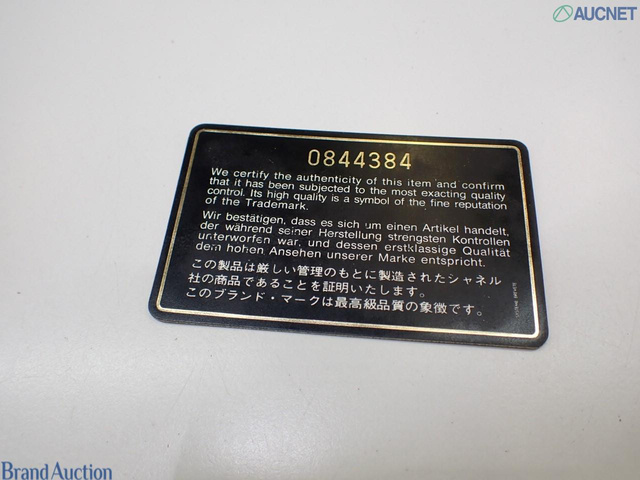 AUCNET
0844384
We certify the authenticity of this item and confirm
that it has been subjected to the most exacting quality
control. Its high quality is a symbol of the fine reputation
of the Trademark.
Wir bestätigen, dass es sich um einen Artikel handelt,
der während seiner Herstellung strengsten Kontrollen
unterworfen war, und dessen erstklassige Qualität
dem hohen Ansehen unserer Marke entspricht.
この製品は厳しい管理のもとに製造されたシャネル
社の商品であることを証明いたします。
このブランド・マークは最高級品質の象徴です。
Brand Auction